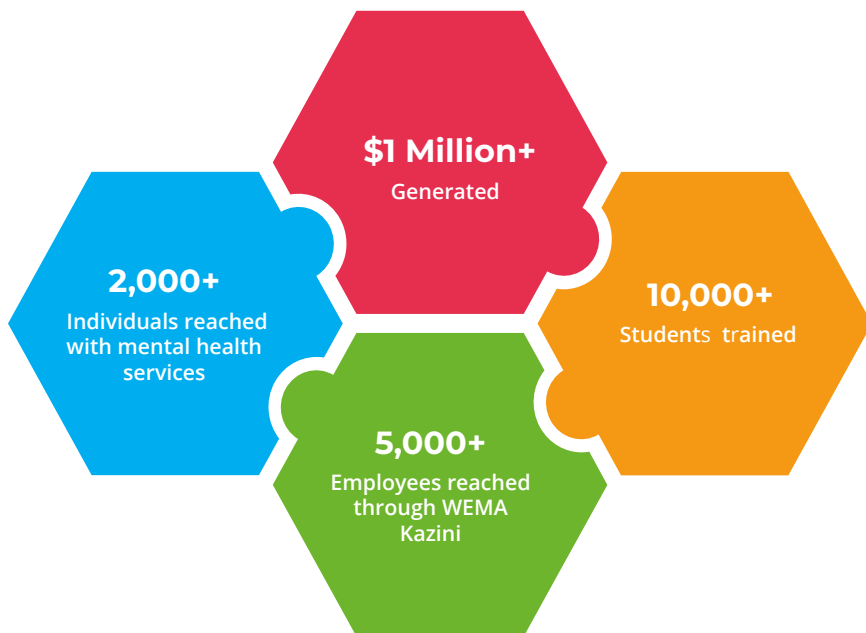 $1 Million+
Generated
2,000+
Individuals reached
with mental health
services
10,000+
Students trained
5,000+
Employees reached
through WEMA
Kazini